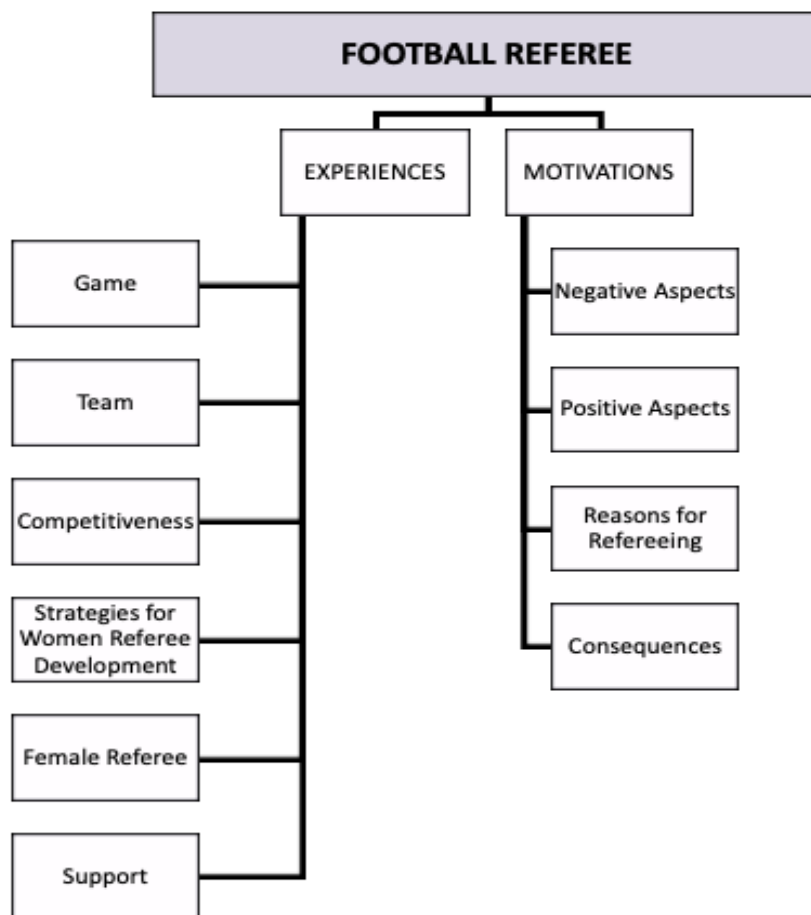 FOOTBALL REFEREE
EXPERIENCES
MOTIVATIONS
Game
Team
Competitiveness
Strategies for
Women Referee
Development
Female Referee
Support
Negative Aspects
Positive Aspects
Reasons for
Refereeing
Consequences